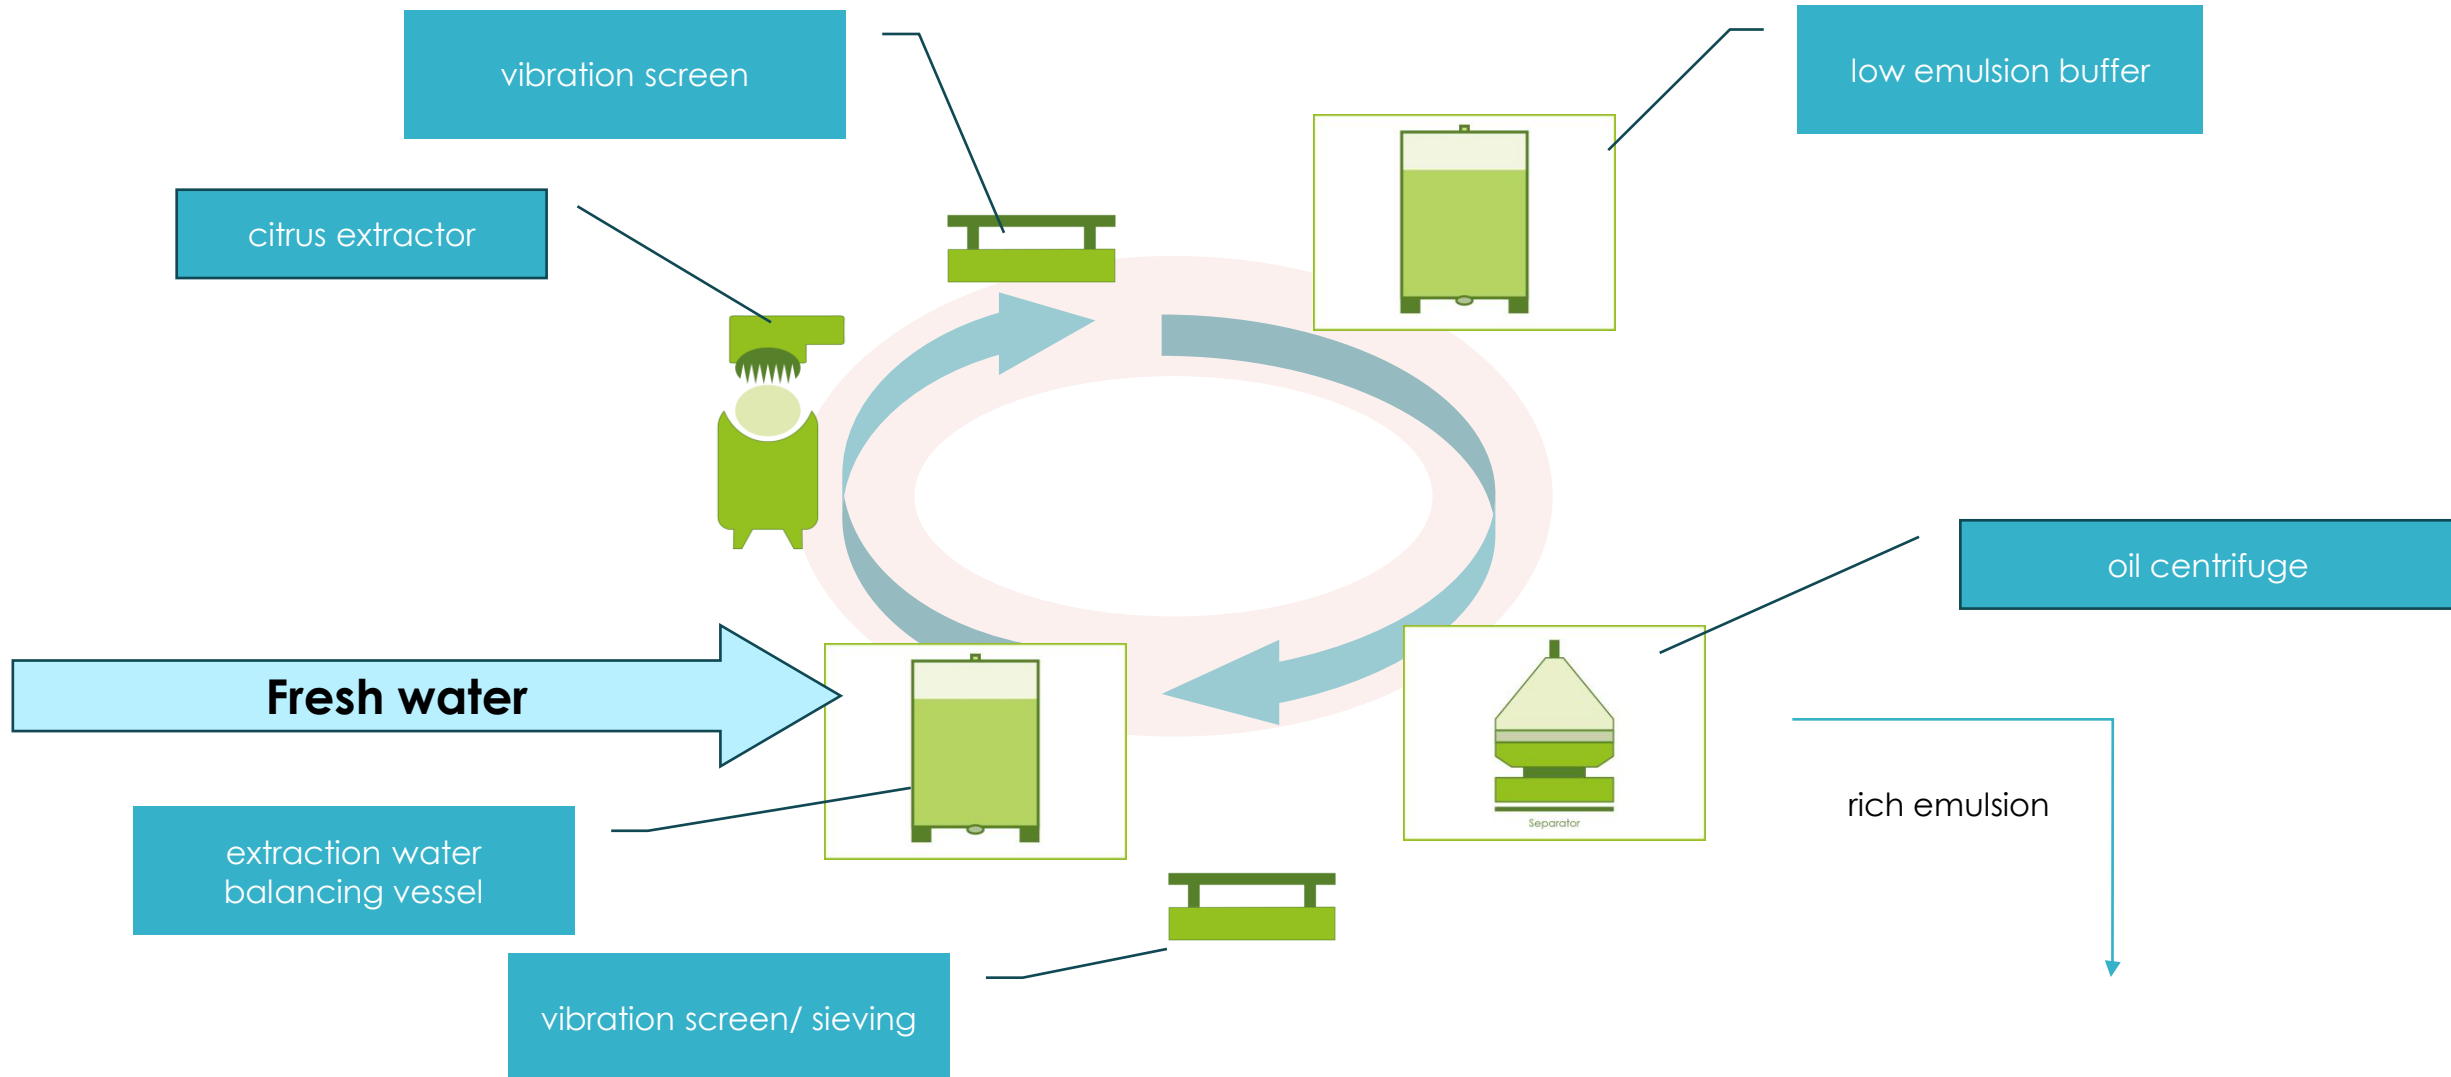 vibration screen
low emulsion buffer
citrus extractor
oil centrifuge
Fresh water
Separator
rich emulsion
extraction water
balancing vessel
vibration screen/ sieving